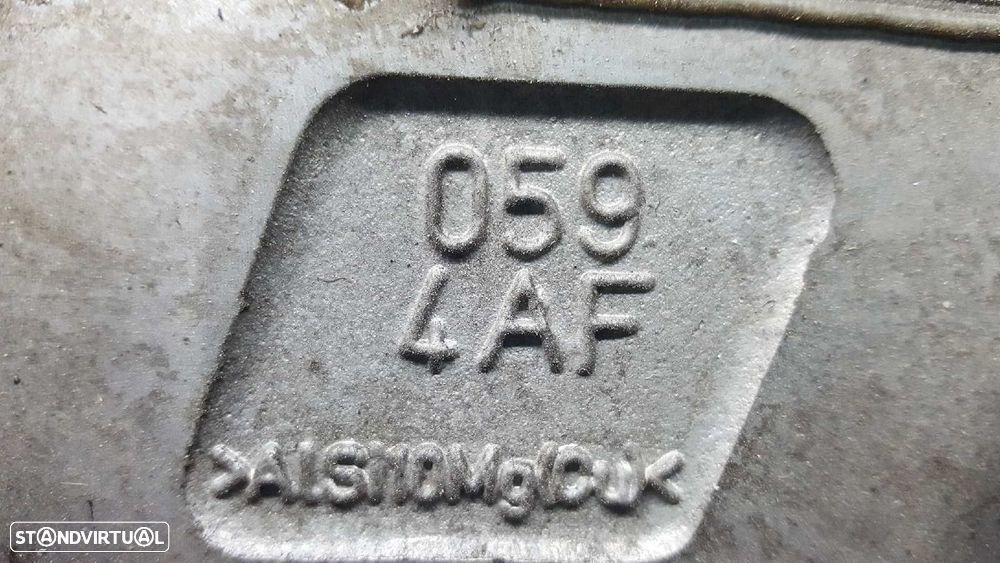 059
4AF
>AlSi10Mg(Cu)<
STANDVIRTUAL